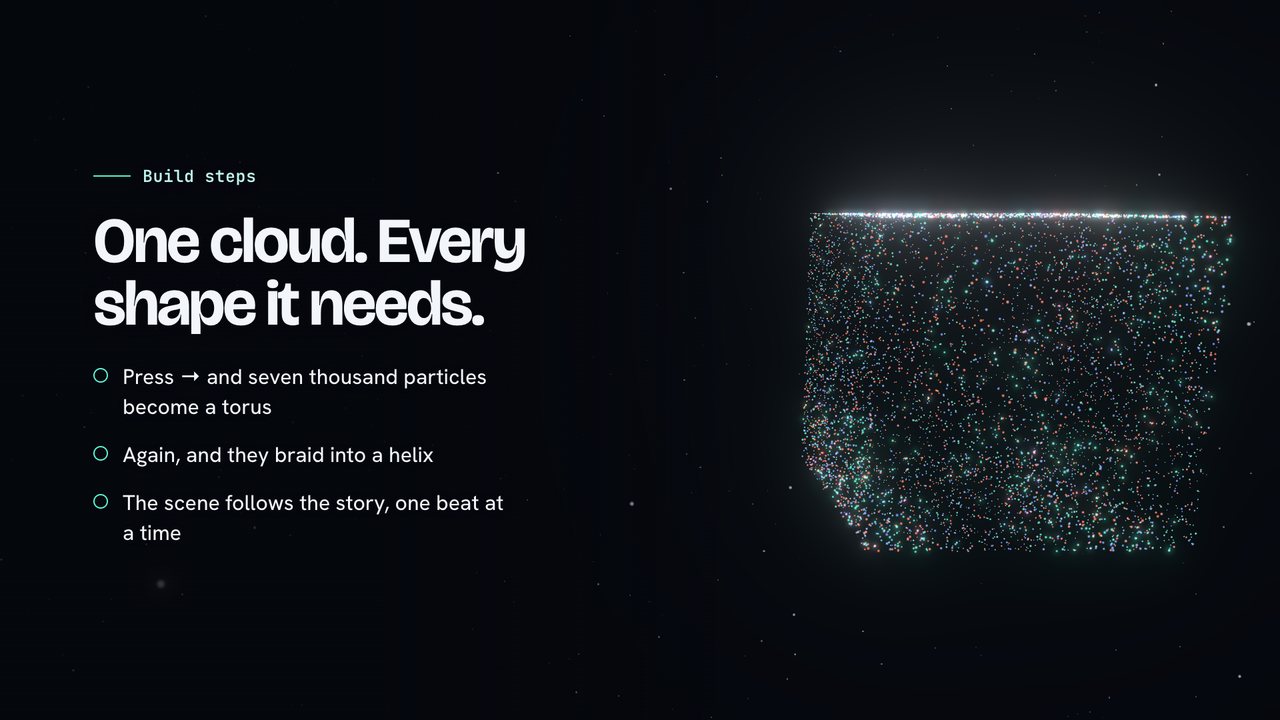 Build steps
One cloud. Every
shape it needs.
Press → and seven thousand particles
become a torus
Again, and they braid into a helix
The scene follows the story, one beat at
a time